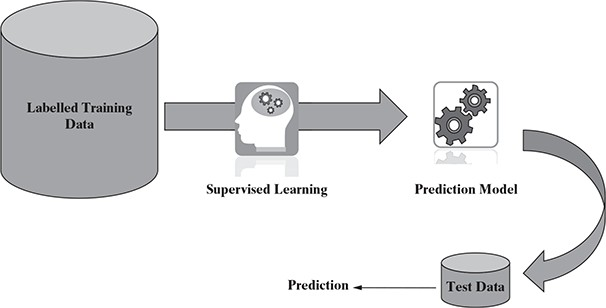 Labelled Training
Data
Supervised Learning
Prediction Model
Test Data
Prediction